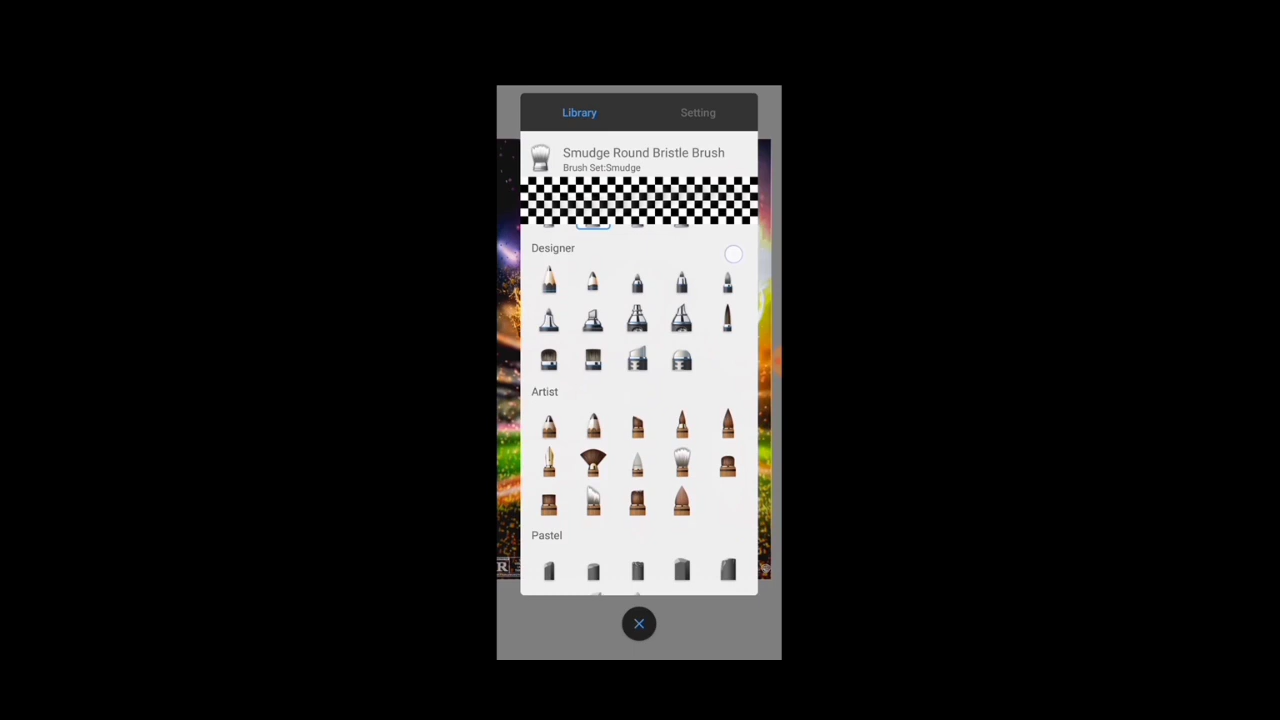 Library
Setting
Smudge Round Bristle Brush
Brush Set:Smudge
Designer
Artist
Pastel
R